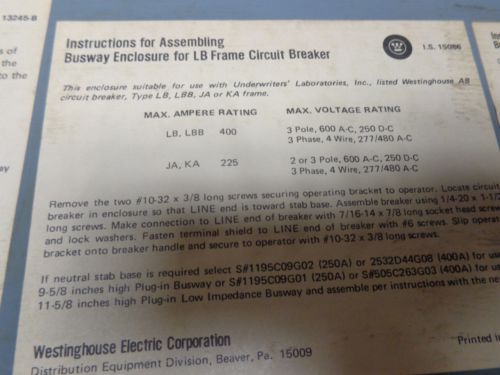 13245-B
s of
the
to the
Instructions for Assembling
Busway Enclosure for LB Frame Circuit Breaker
I.S. 15086
This enclosure suitable for use with Underwriters' Laboratories, Inc., listed Westinghouse AB
circuit breaker, Type LB, LBB, JA or KA frame.
MAX. AMPERE RATING MAX. VOLTAGE RATING
LB, LBB 400 3 Pole, 600 A-C, 250 D-C
3 Phase, 4 Wire, 277/480 A-C
JA, KA 225 2 or 3 Pole, 600 A-C, 250 D-C
3 Phase, 4 Wire, 277/480 A-C
Remove the two #10-32 x 3/8 long screws securing operating bracket to operator. Locate circuit
breaker in enclosure so that LINE end is toward stab base. Assemble breaker using 1/4-20 x 1-1/2
long screws. Make connection to LINE end of breaker with 7/16-14 x 7/8 long socket head screws
and lock washers. Fasten terminal shield to LINE end of breaker with #6 screws. Slip
bracket onto breaker handle and secure to operator with #10-32 x 3/8 long screws.
If neutral stab base is required select S#1195C09G02 (250A) or 2532D44G08 (400A) for
9-5/8 inches high Plug-in Busway or S#1195C09G01 (250A) or S#505C263G03 (400A) for
11-5/8 inches high Plug-in Low Impedance Busway and assemble per instructions with the
Westinghouse Electric Corporation
Distribution Equipment Division, Beaver, Pa. 15009
Printed in